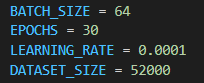 BATCH_SIZE = 64
EPOCHS = 30
LEARNING_RATE = 0.0001
DATASET_SIZE = 52000